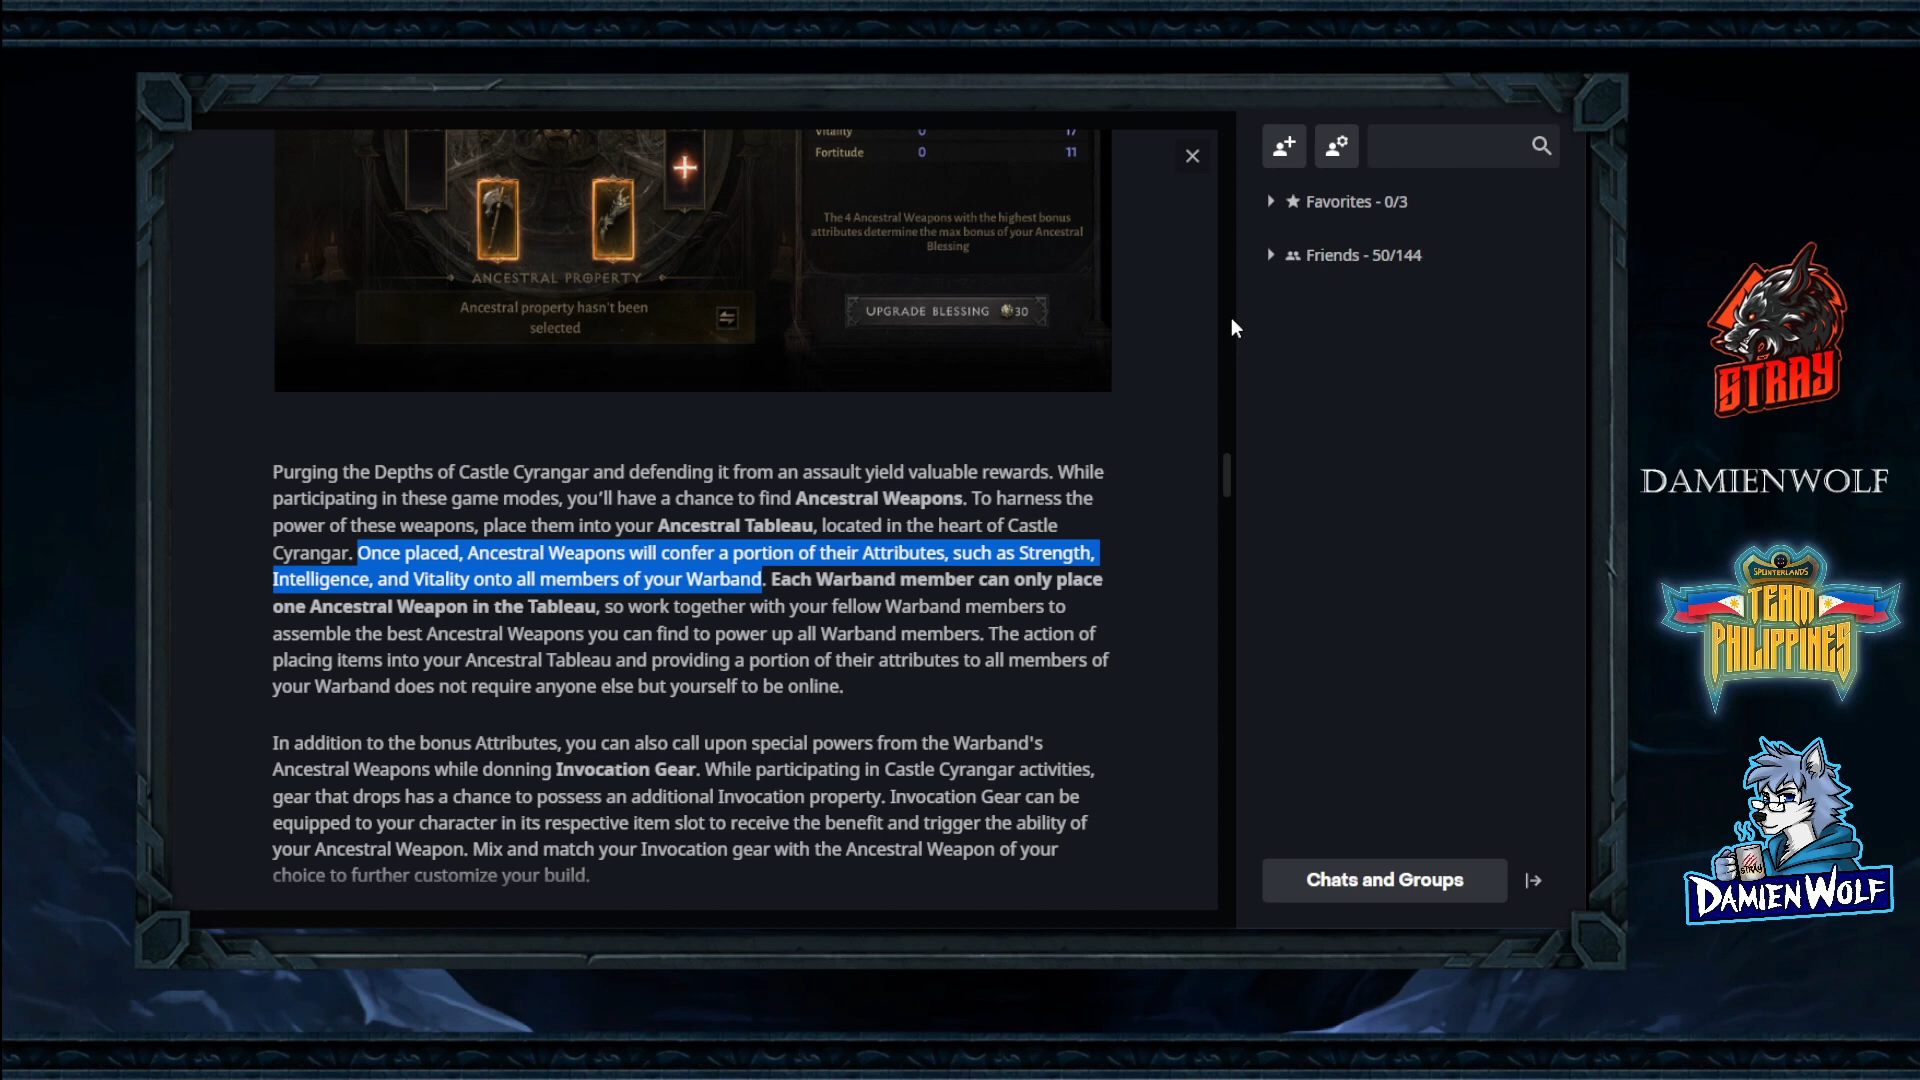 Vitality 0 17
Fortitude 0 11
The 4 Ancestral Weapons with the highest bonus
attributes determine the max bonus of your Ancestral
Blessing
ANCESTRAL PROPERTY
Ancestral property hasn't been
selected
UPGRADE BLESSING 30
Purging the Depths of Castle Cyrangar and defending it from an assault yield valuable rewards. While
participating in these game modes, you'll have a chance to find Ancestral Weapons. To harness the
power of these weapons, place them into your Ancestral Tableau, located in the heart of Castle
Cyrangar. Once placed, Ancestral Weapons will confer a portion of their Attributes, such as Strength,
Intelligence, and Vitality onto all members of your Warband. Each Warband member can only place
one Ancestral Weapon in the Tableau, so work together with your fellow Warband members to
assemble the best Ancestral Weapons you can find to power up all Warband members. The action of
placing items into your Ancestral Tableau and providing a portion of their attributes to all members of
your Warband does not require anyone else but yourself to be online.
In addition to the bonus Attributes, you can also call upon special powers from the Warband's
Ancestral Weapons while donning Invocation Gear. While participating in Castle Cyrangar activities,
gear that drops has a chance to possess an additional Invocation property. Invocation Gear can be
equipped to your character in its respective item slot to receive the benefit and trigger the ability of
your Ancestral Weapon. Mix and match your Invocation gear with the Ancestral Weapon of your
choice to further customize your build.
Favorites - 0/3
Friends - 50/144
Chats and Groups
STRAY
DAMIENWOLF
SPLINTERLANDS
TEAM
PHILIPPINES
STRAY
DAMIENWOLF